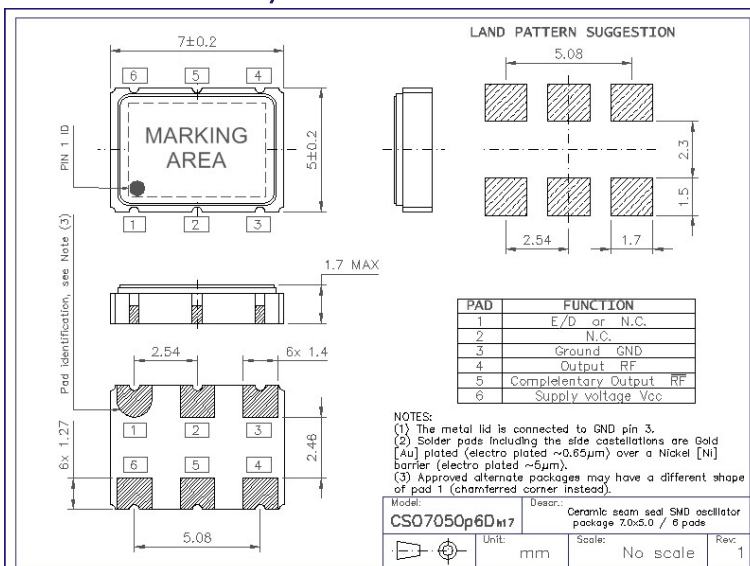 7±0.2
6 5 4
PIN 1 ID
MARKING
AREA
5±0.2
1 2 3
Pad identification, see Note (3)
1.7 MAX
2.54
6x 1.4
1 2 3
6 5 4
6x 1.27
2.46
5.08
LAND PATTERN SUGGESTION
5.08
2.3
1.5
2.54
1.7
PAD FUNCTION
1 E/D or N.C.
2 N.C.
3 Ground GND
4 Output RF
5 Complelentary Output RF
6 Supply voltage Vcc
NOTES:
(1) The metal lid is connected to GND pin 3.
(2) Solder pads including the side castellations are Gold
[Au] plated (electro plated ~0.65µm) over a Nickel [Ni]
barrier (electro plated ~5µm).
(3) Approved alternate packages may have a different shape
of pad 1 (chamferred corner instead).
Model:
CS07050p6Dh17
Descr.:
Ceramic seam seal SMD oscillator
package 7.0x5.0 / 6 pads
Unit:
mm
Scale:
No scale
Rev:
1